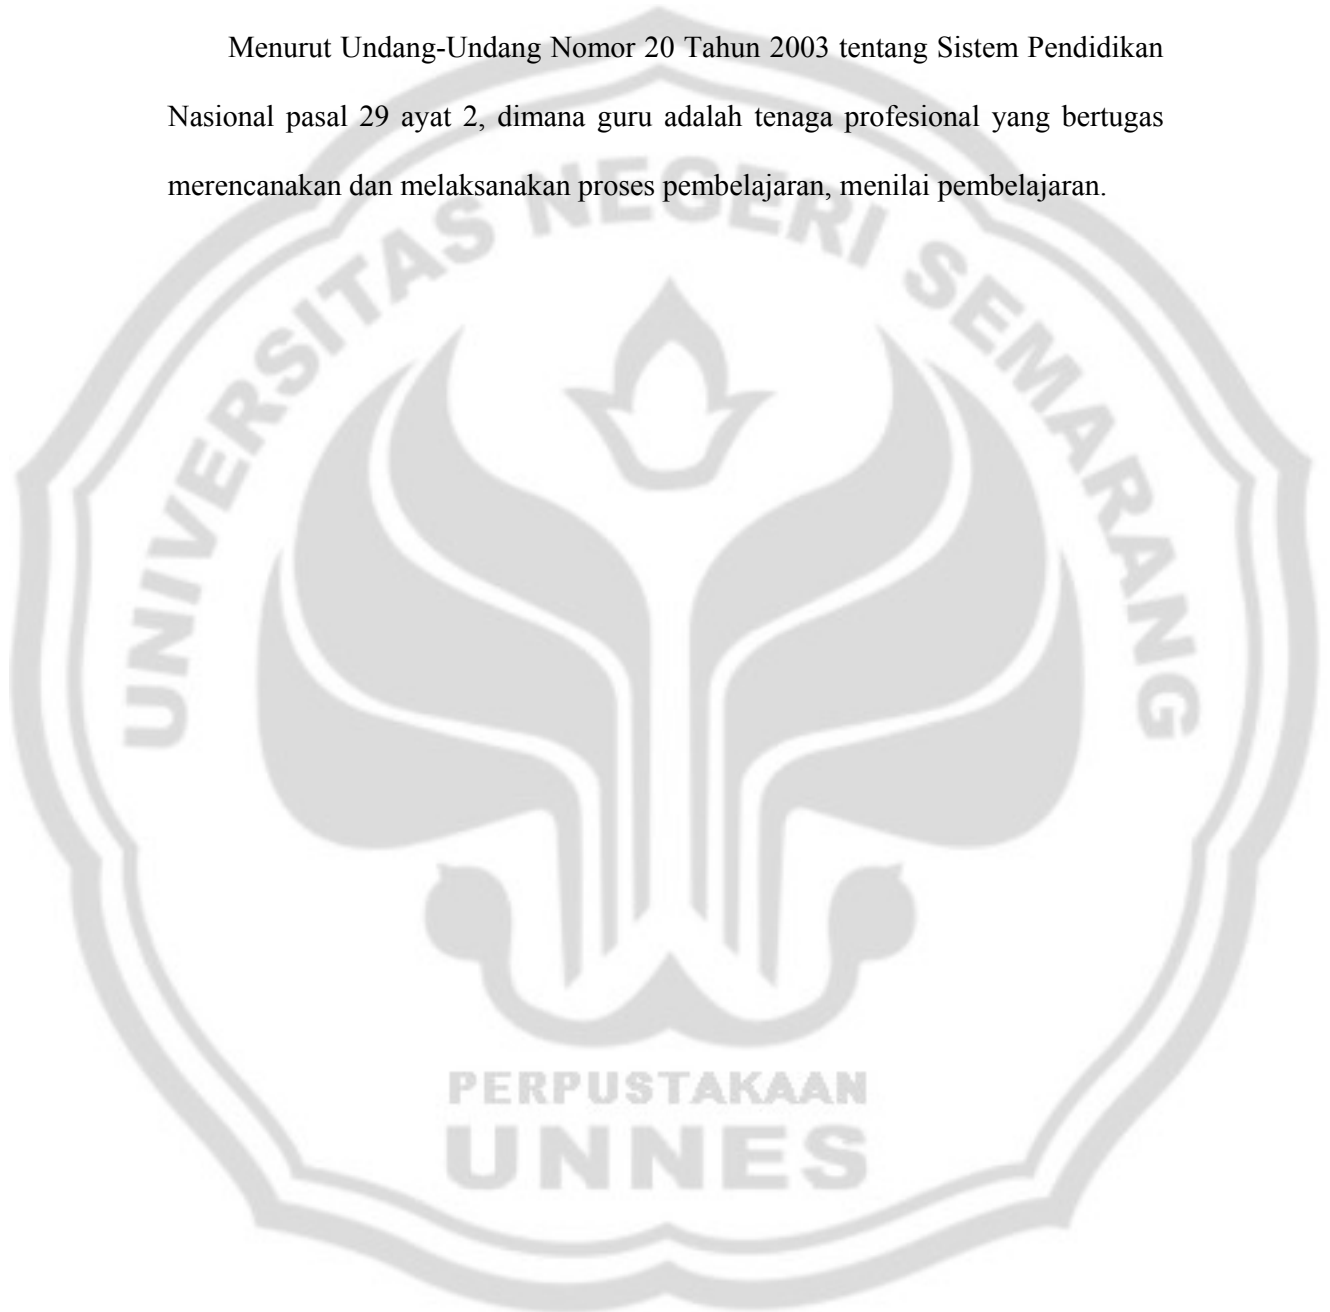 Menurut Undang-Undang Nomor 20 Tahun 2003 tentang Sistem Pendidikan
Nasional pasal 29 ayat 2, dimana guru adalah tenaga profesional yang bertugas
merencanakan dan melaksanakan proses pembelajaran, menilai pembelajaran.
UNIVERSITAS NEGERI SEMARANG
PERPUSTAKAAN
UNNES